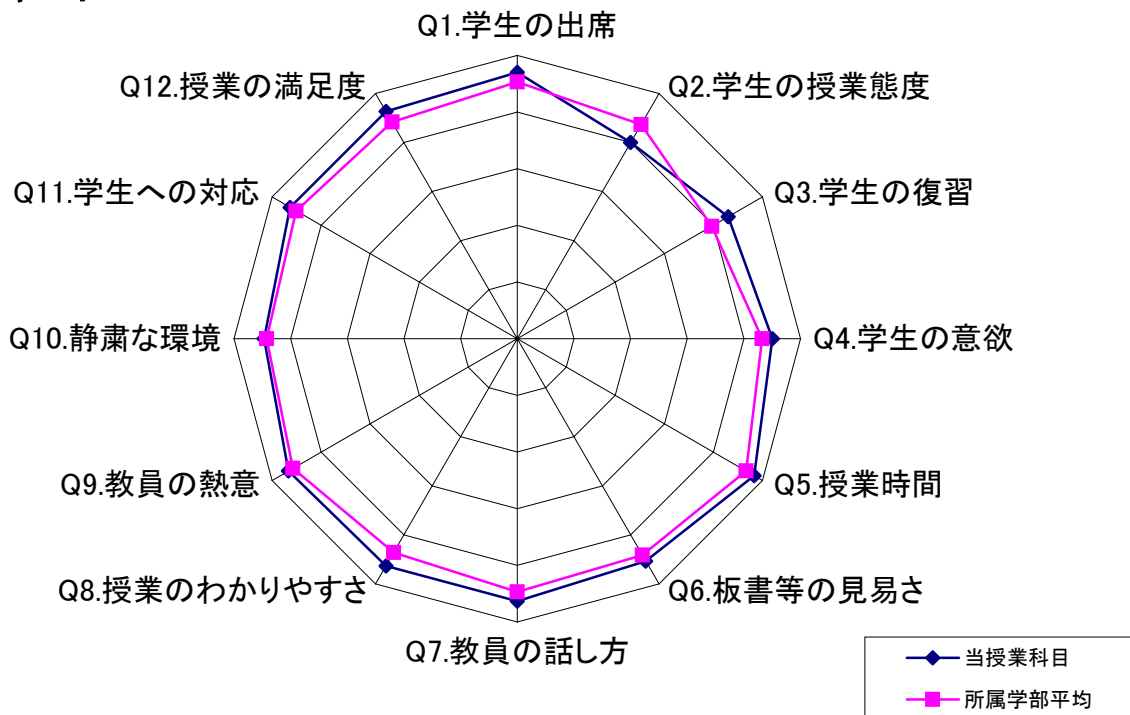 Q1.学生の出席
Q2.学生の授業態度
Q3.学生の復習
Q4.学生の意欲
Q5.授業時間
Q6.板書等の見易さ
Q7.教員の話し方
Q8.授業のわかりやすさ
Q9.教員の熱意
Q10.静粛な環境
Q11.学生への対応
Q12.授業の満足度
当授業科目
所属学部平均